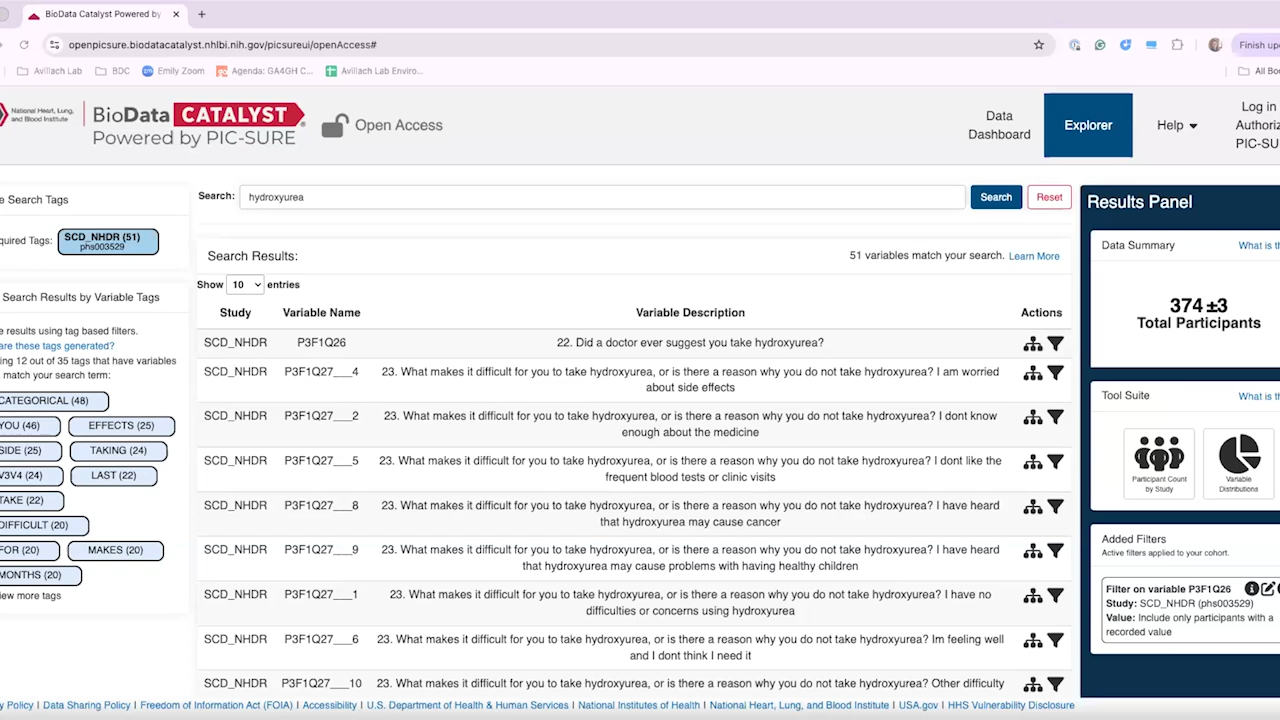 BioData Catalyst Powered by
openpicsure.biodatacatalyst.nhlbi.nih.gov/picsureui/openAccess#
Finish up
Avillach Lab
BDC
Emily Zoom
Agenda: GA4GH C...
Avillach Lab Enviro...
All Boo
National Heart, Lung,
and Blood Institute
BioData CATALYST
Powered by PIC-SURE
Open Access
Data
Dashboard
Explorer
Help
Log in
Authoriz
PIC-SU
e Search Tags
quired Tags:
SCD_NHDR (51)
phs003529
Search Results by Variable Tags
e results using tag based filters.
are these tags generated?
ing 12 out of 35 tags that have variables
match your search term:
CATEGORICAL (48)
YOU (46)
EFFECTS (25)
SIDE (25)
TAKING (24)
V3V4 (24)
LAST (22)
TAKE (22)
DIFFICULT (20)
FOR (20)
MAKES (20)
MONTHS (20)
iew more tags
Search:
hydroxyurea
Search
Reset
Search Results:
51 variables match your search. Learn More
Show 10 entries
Study
Variable Name
Variable Description
Actions
SCD_NHDR
P3F1Q26
22. Did a doctor ever suggest you take hydroxyurea?
SCD_NHDR
P3F1Q27___4
23. What makes it difficult for you to take hydroxyurea, or is there a reason why you do not take hydroxyurea? I am worried
about side effects
SCD_NHDR
P3F1Q27___2
23. What makes it difficult for you to take hydroxyurea, or is there a reason why you do not take hydroxyurea? I dont know
enough about the medicine
SCD_NHDR
P3F1Q27___5
23. What makes it difficult for you to take hydroxyurea, or is there a reason why you do not take hydroxyurea? I dont like the
frequent blood tests or clinic visits
SCD_NHDR
P3F1Q27___8
23. What makes it difficult for you to take hydroxyurea, or is there a reason why you do not take hydroxyurea? I have heard
that hydroxyurea may cause cancer
SCD_NHDR
P3F1Q27___9
23. What makes it difficult for you to take hydroxyurea, or is there a reason why you do not take hydroxyurea? I have heard
that hydroxyurea may cause problems with having healthy children
SCD_NHDR
P3F1Q27___1
23. What makes it difficult for you to take hydroxyurea, or is there a reason why you do not take hydroxyurea? I have no
difficulties or concerns using hydroxyurea
SCD_NHDR
P3F1Q27___6
23. What makes it difficult for you to take hydroxyurea, or is there a reason why you do not take hydroxyurea? Im feeling well
and I dont think I need it
SCD_NHDR
P3F1Q27___10
23. What makes it difficult for you to take hydroxyurea, or is there a reason why you do not take hydroxyurea? Other difficulty
Results Panel
Data Summary
What is th
374 ±3
Total Participants
Tool Suite
What is th
Participant Count
by Study
Variable
Distributions
Added Filters
Active filters applied to your cohort.
Filter on variable P3F1Q26
Study: SCD_NHDR (phs003529)
Value: Include only participants with a
recorded value
y Policy | Data Sharing Policy | Freedom of Information Act (FOIA) | Accessibility | U.S. Department of Health & Human Services | National Institutes of Health | National Heart, Lung, and Blood Institute | USA.gov | HHS Vulnerability Disclosure